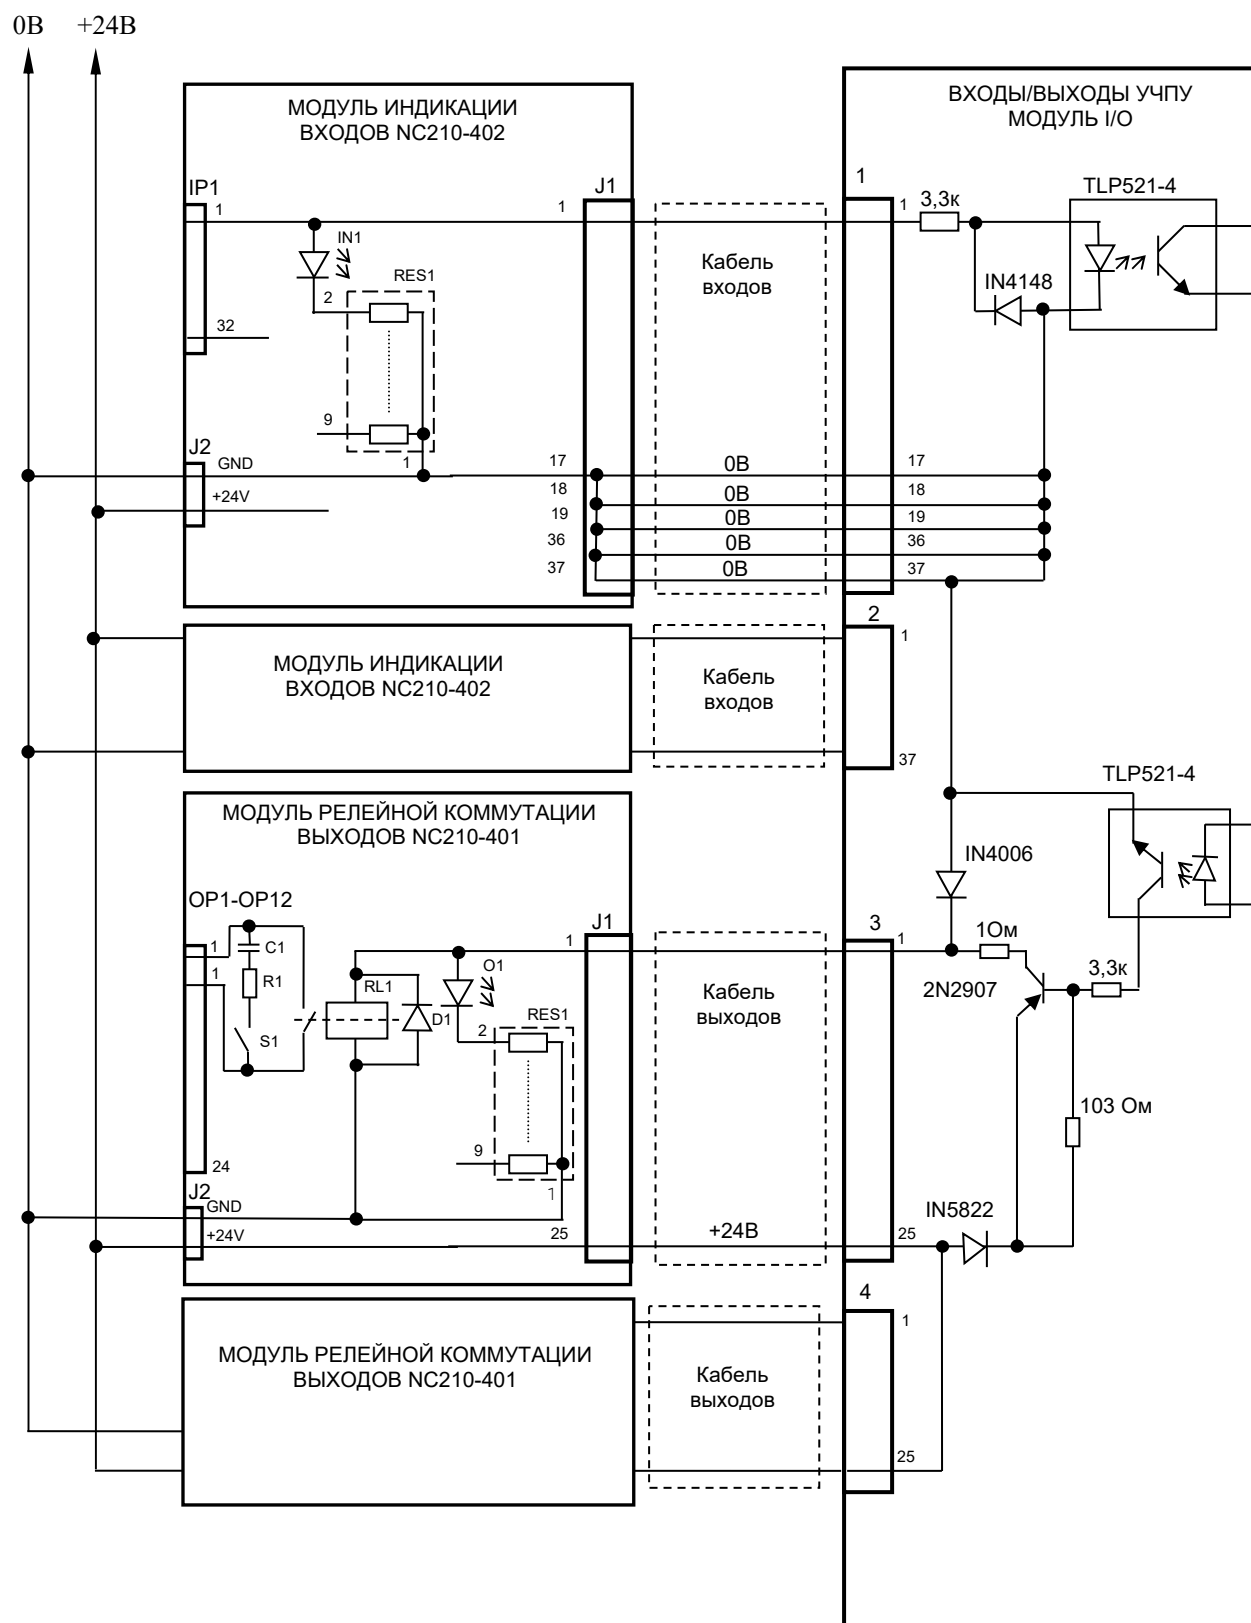 0В +24В
МОДУЛЬ ИНДИКАЦИИ
ВХОДОВ NC210-402
ВХОДЫ/ВЫХОДЫ УЧПУ
МОДУЛЬ I/O
IP1
1
IN1
RES1
2
32
9
1
J1
1
Кабель
входов
1
1
3,3к
TLP521-4
IN4148
J2
GND
+24V
17
0В
17
18
0В
18
19
0В
19
36
0В
36
37
0В
37
МОДУЛЬ ИНДИКАЦИИ
ВХОДОВ NC210-402
Кабель
входов
2
1
37
TLP521-4
МОДУЛЬ РЕЛЕЙНОЙ КОММУТАЦИИ
ВЫХОДОВ NC210-401
OP1-OP12
1
C1
1
R1
S1
RL1
D1
O1
RES1
2
9
1
24
J1
1
Кабель
выходов
3
1
IN4006
1Ом
2N2907
3,3к
103 Ом
J2
GND
+24V
25
+24В
25
IN5822
МОДУЛЬ РЕЛЕЙНОЙ КОММУТАЦИИ
ВЫХОДОВ NC210-401
Кабель
выходов
4
1
25